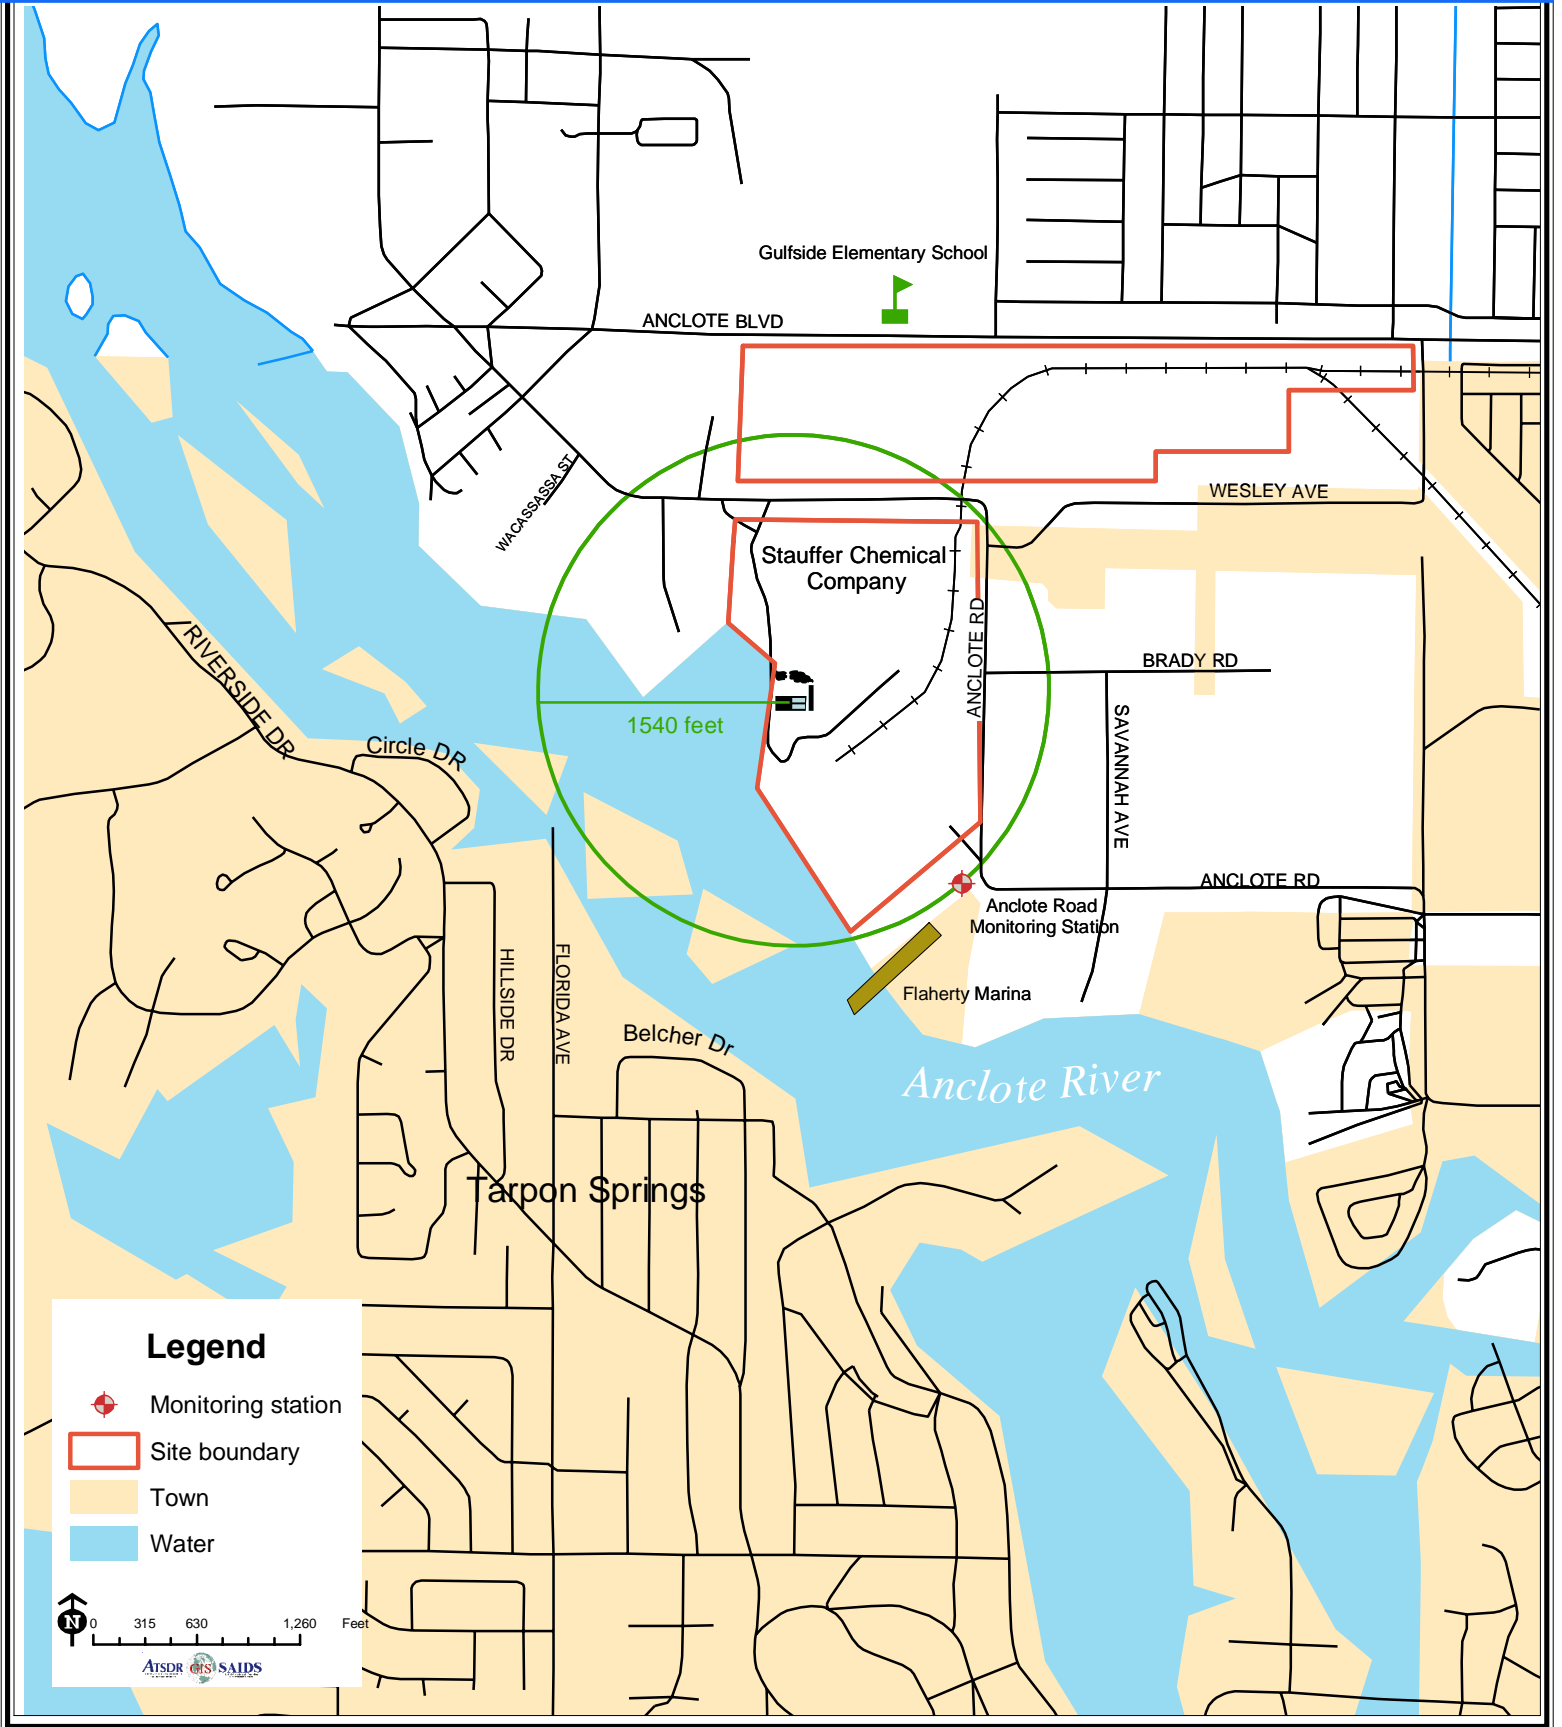 Gulfside Elementary School
ANCLOTE BLVD
WACASSASSA ST
WESLEY AVE
Stauffer Chemical
Company
ANCLOTE RD
BRADY RD
RIVERSIDE DR
Circle DR
1540 feet
SAVANNAH AVE
ANCLOTE RD
Anclote Road
Monitoring Station
HILLSIDE DR
FLORIDA AVE
Flaherty Marina
Belcher Dr
Anclote River
Tarpon Springs
Legend
Monitoring station
Site boundary
Town
Water
N
0 315 630 1,260 Feet
ATSDR GIS SAIDS